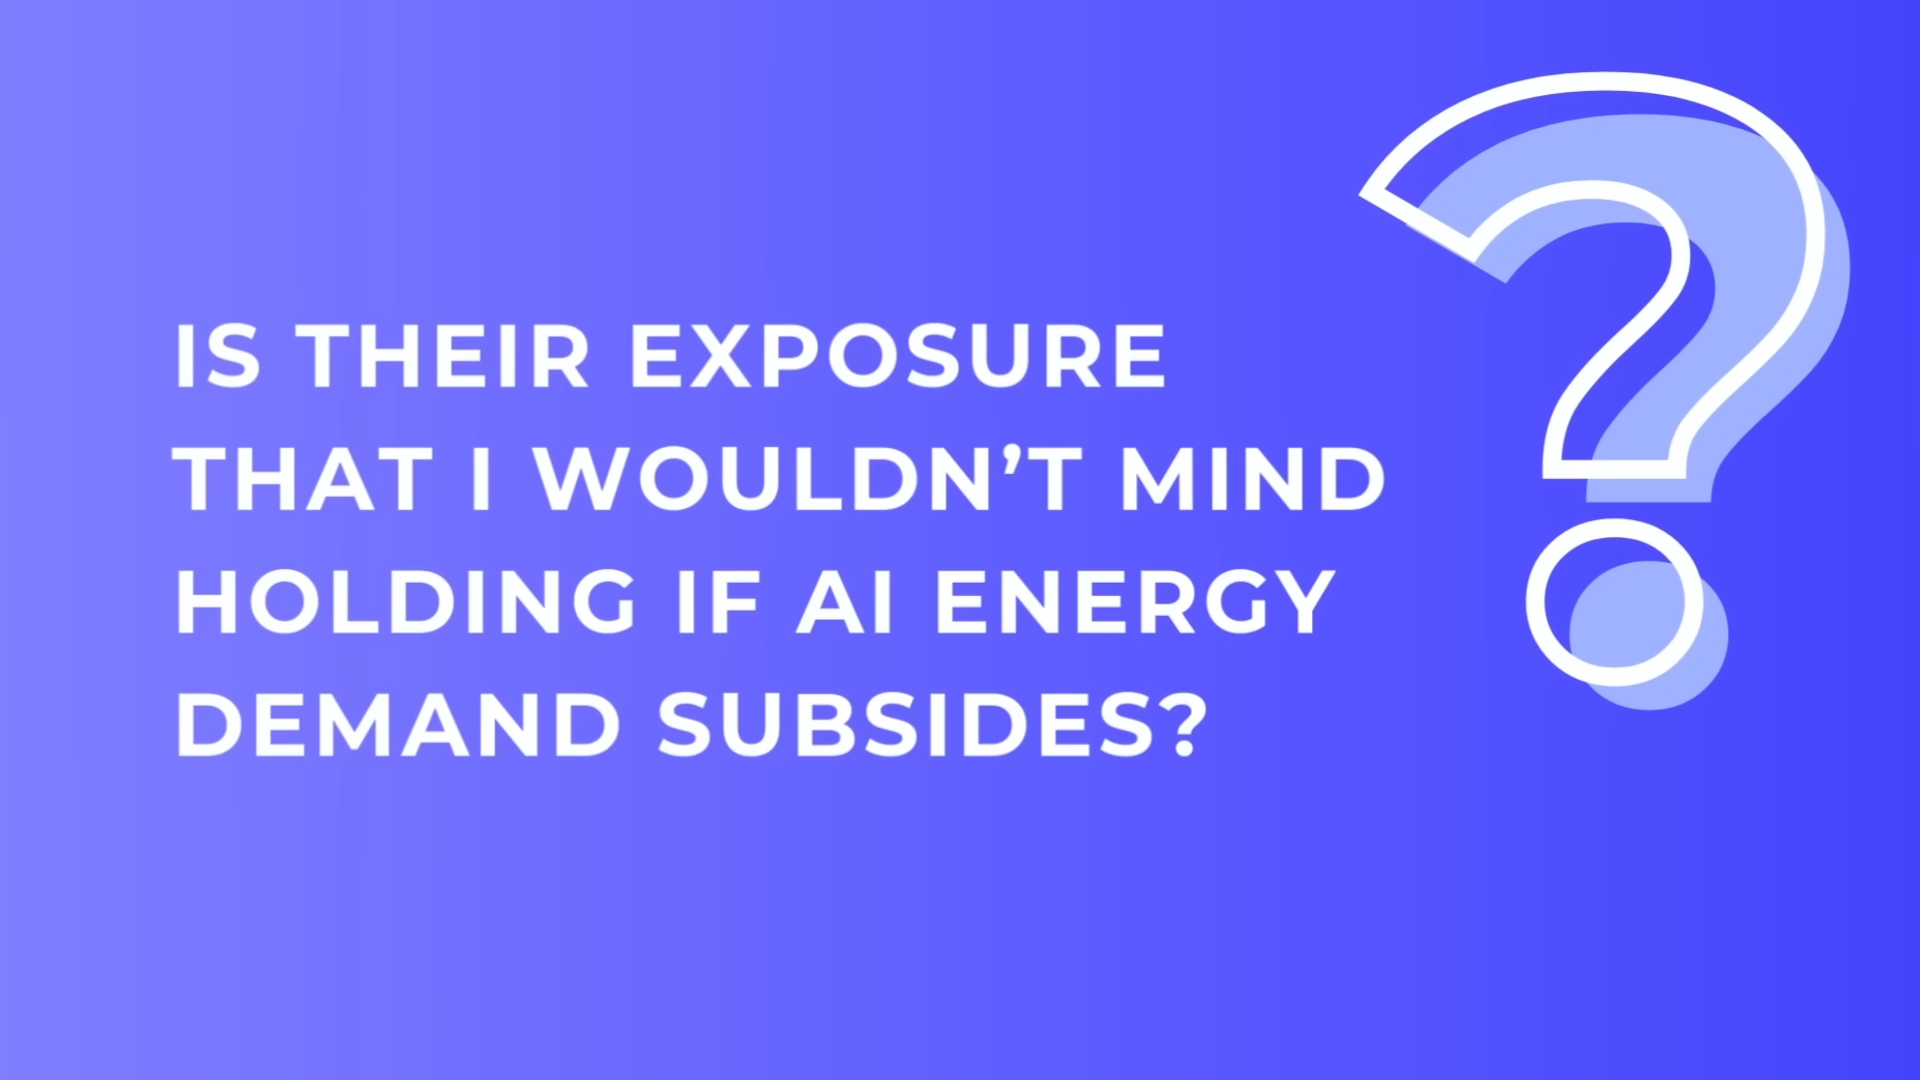 IS THEIR EXPOSURE
THAT I WOULDN’T MIND
HOLDING IF AI ENERGY
DEMAND SUBSIDES?